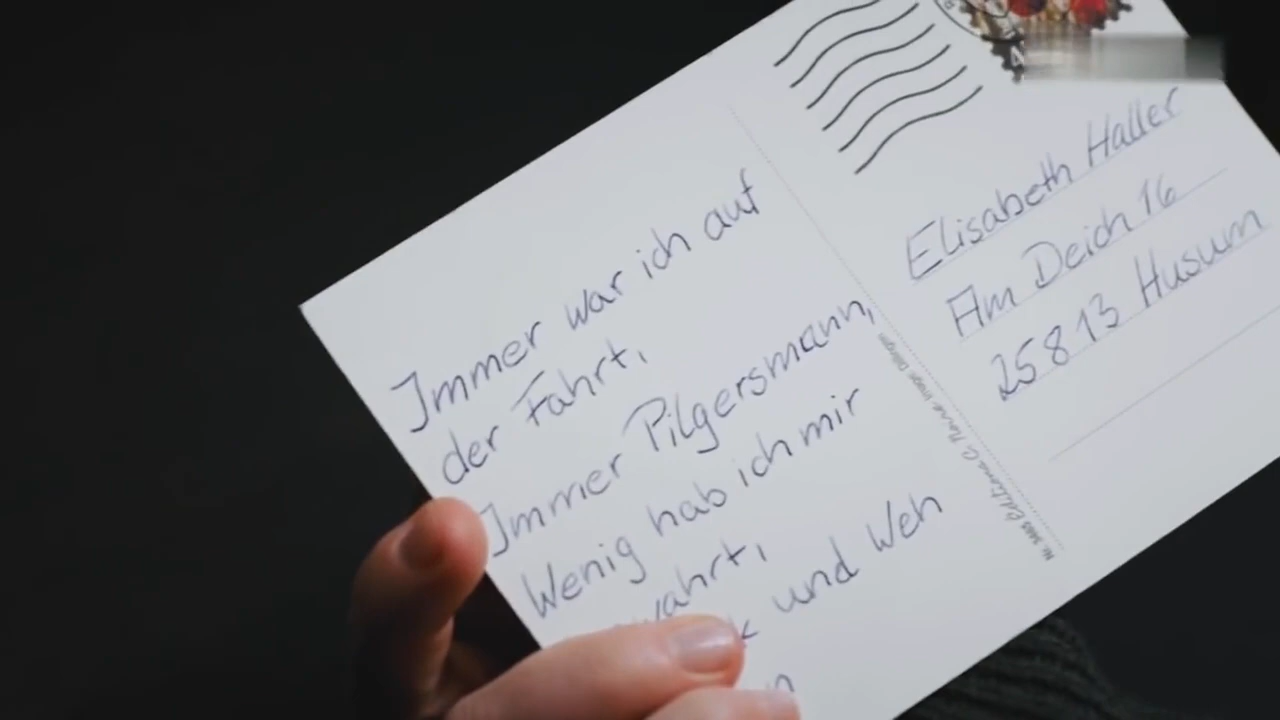 Immer war ich auf
der Fahrt,
Immer Pilgersmann,
Wenig hab ich mir
und Weh
Elisabeth Haller
Am Deich 16
25813 Husum